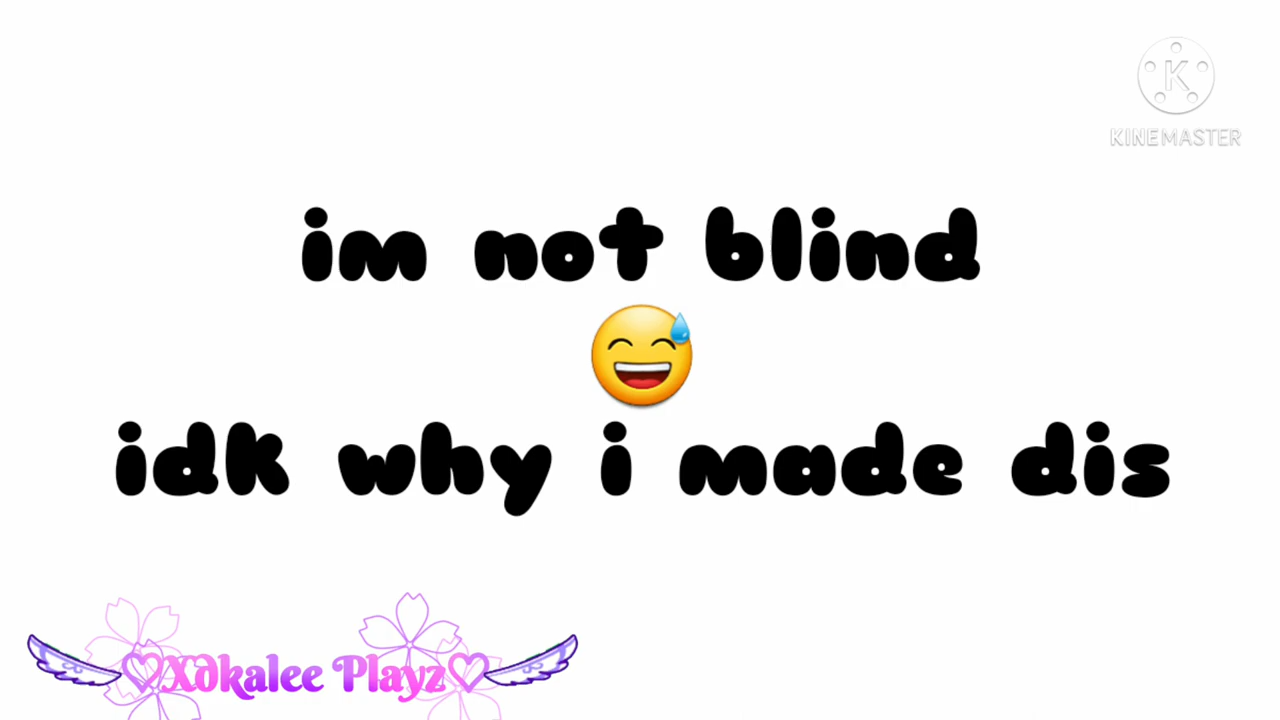 KINEMASTER
im not blind
😅
idk why i made dis
♡Xdkalee Playz♡